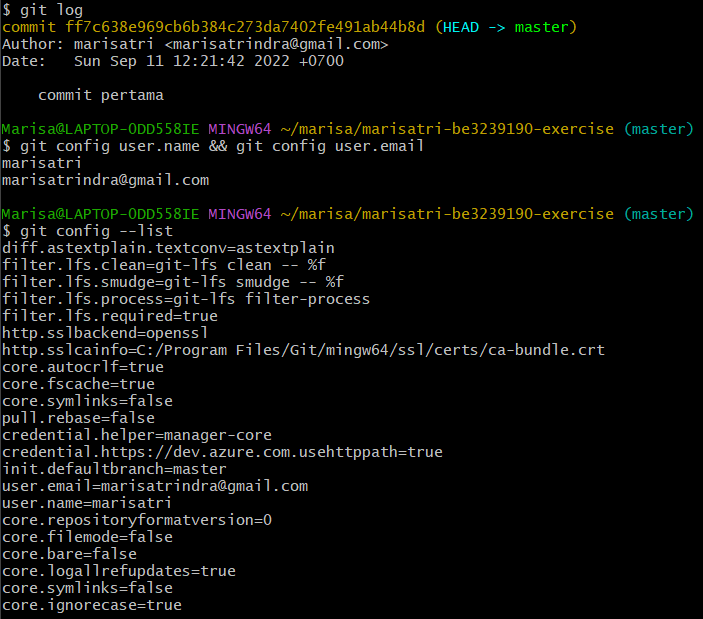 $ git log
commit ff7c638e969cb6b384c273da7402fe491ab44b8d (HEAD -> master)
Author: marisatri <marisatrindra@gmail.com>
Date:   Sun Sep 11 12:21:42 2022 +0700
    commit pertama
Marisa@LAPTOP-ODD558IE MINGW64 ~/marisa/marisatri-be3239190-exercise (master)
$ git config user.name && git config user.email
marisatri
marisatrindra@gmail.com
Marisa@LAPTOP-ODD558IE MINGW64 ~/marisa/marisatri-be3239190-exercise (master)
$ git config --list
diff.astextplain.textconv=astextplain
filter.lfs.clean=git-lfs clean -- %f
filter.lfs.smudge=git-lfs smudge -- %f
filter.lfs.process=git-lfs filter-process
filter.lfs.required=true
http.sslbackend=openssl
http.sslcainfo=C:/Program Files/Git/mingw64/ssl/certs/ca-bundle.crt
core.autocrlf=true
core.fscache=true
core.symlinks=false
pull.rebase=false
credential.helper=manager-core
credential.https://dev.azure.com.usehttppath=true
init.defaultbranch=master
user.email=marisatrindra@gmail.com
user.name=marisatri
core.repositoryformatversion=0
core.filemode=false
core.bare=false
core.logallrefupdates=true
core.symlinks=false
core.ignorecase=true